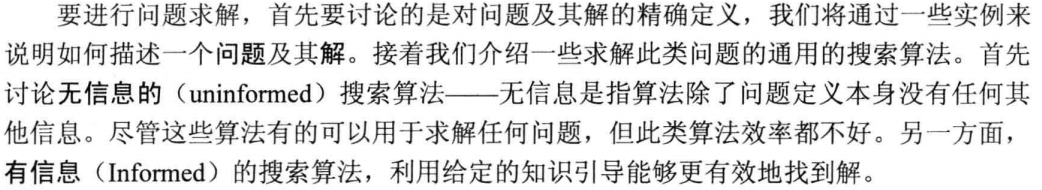 要进行问题求解，首先要讨论的是对问题及其解的精确定义，我们将通过一些实例来
说明如何描述一个问题及其解。接着我们介绍一些求解此类问题的通用的搜索算法。首先
讨论无信息的（uninformed）搜索算法——无信息是指算法除了问题定义本身没有任何其
他信息。尽管这些算法有的可以用于求解任何问题，但此类算法效率都不好。另一方面，
有信息（Informed）的搜索算法，利用给定的知识引导能够更有效地找到解。